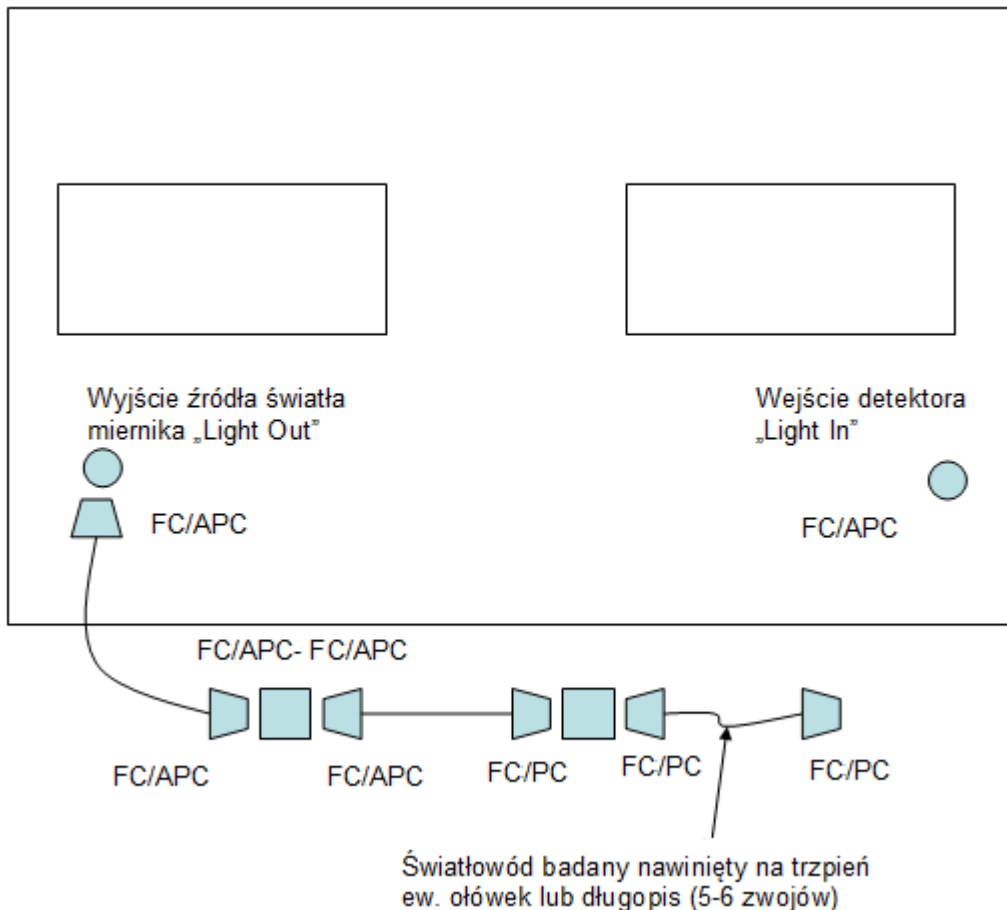 Wyjście źródła światła
miernika „Light Out”
Wejście detektora
„Light In”
FC/APC
FC/APC
FC/APC- FC/APC
FC/APC
FC/APC
FC/PC
FC/PC
FC/PC
Światłowód badany nawinięty na trzpień
ew. ołówek lub długopis (5-6 zwojów)